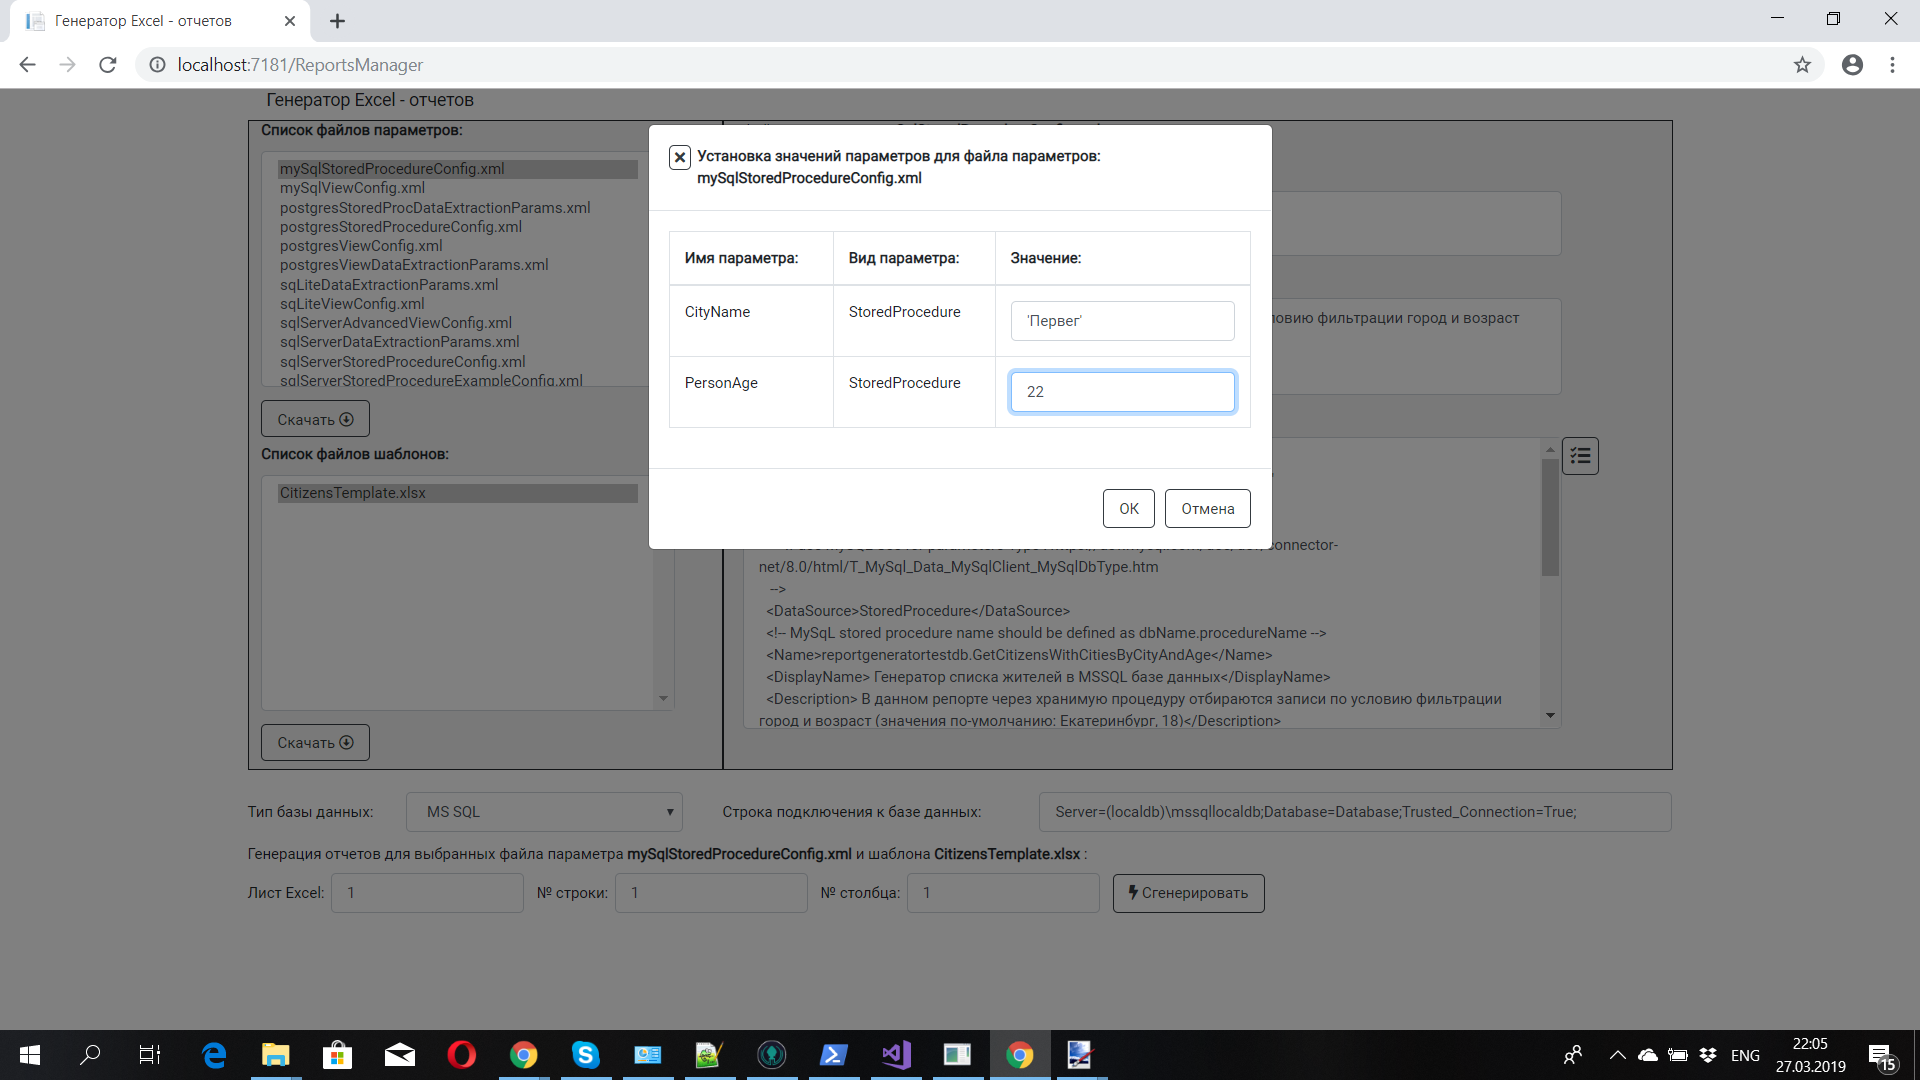 Генератор Excel - отчетов
localhost:7181/ReportsManager
Генератор Excel - отчетов
Список файлов параметров:
mySqlStoredProcedureConfig.xml
mySqlViewConfig.xml
postgresStoredProcDataExtractionParams.xml
postgresStoredProcedureConfig.xml
postgresViewConfig.xml
postgresViewDataExtractionParams.xml
sqLiteDataExtractionParams.xml
sqLiteViewConfig.xml
sqlServerAdvancedViewConfig.xml
sqlServerDataExtractionParams.xml
sqlServerStoredProcedureConfig.xml
sqlServerStoredProcedureExampleConfig.xml
Скачать
Список файлов шаблонов:
CitizensTemplate.xlsx
Скачать
Установка значений параметров для файла параметров:
mySqlStoredProcedureConfig.xml
Имя параметра: Вид параметра: Значение:
CityName StoredProcedure 'Первег'
PersonAge StoredProcedure 22
ОК Отмена
фильтрации город и возраст
connector-
net/8.0/html/T_MySql_Data_MySqlClient_MySqlDbType.htm
-->
<DataSource>StoredProcedure</DataSource>
<!-- MySqL stored procedure name should be defined as dbName.procedureName -->
<Name>reportgeneratortestdb.GetCitizensWithCitiesByCityAndAge</Name>
<DisplayName> Генератор списка жителей в MSSQL базе данных</DisplayName>
<Description> В данном репорте через хранимую процедуру отбираются записи по условию фильтрации
город и возраст (значения по-умолчанию: Екатеринбург, 18)</Description>
Тип базы данных: MS SQL Строка подключения к базе данных: Server=(localdb)\mssqllocaldb;Database=Database;Trusted_Connection=True;
Генерация отчетов для выбранных файла параметра mySqlStoredProcedureConfig.xml и шаблона CitizensTemplate.xlsx :
Лист Excel: 1 № строки: 1 № столбца: 1 Сгенерировать
ENG
22:05
27.03.2019
15